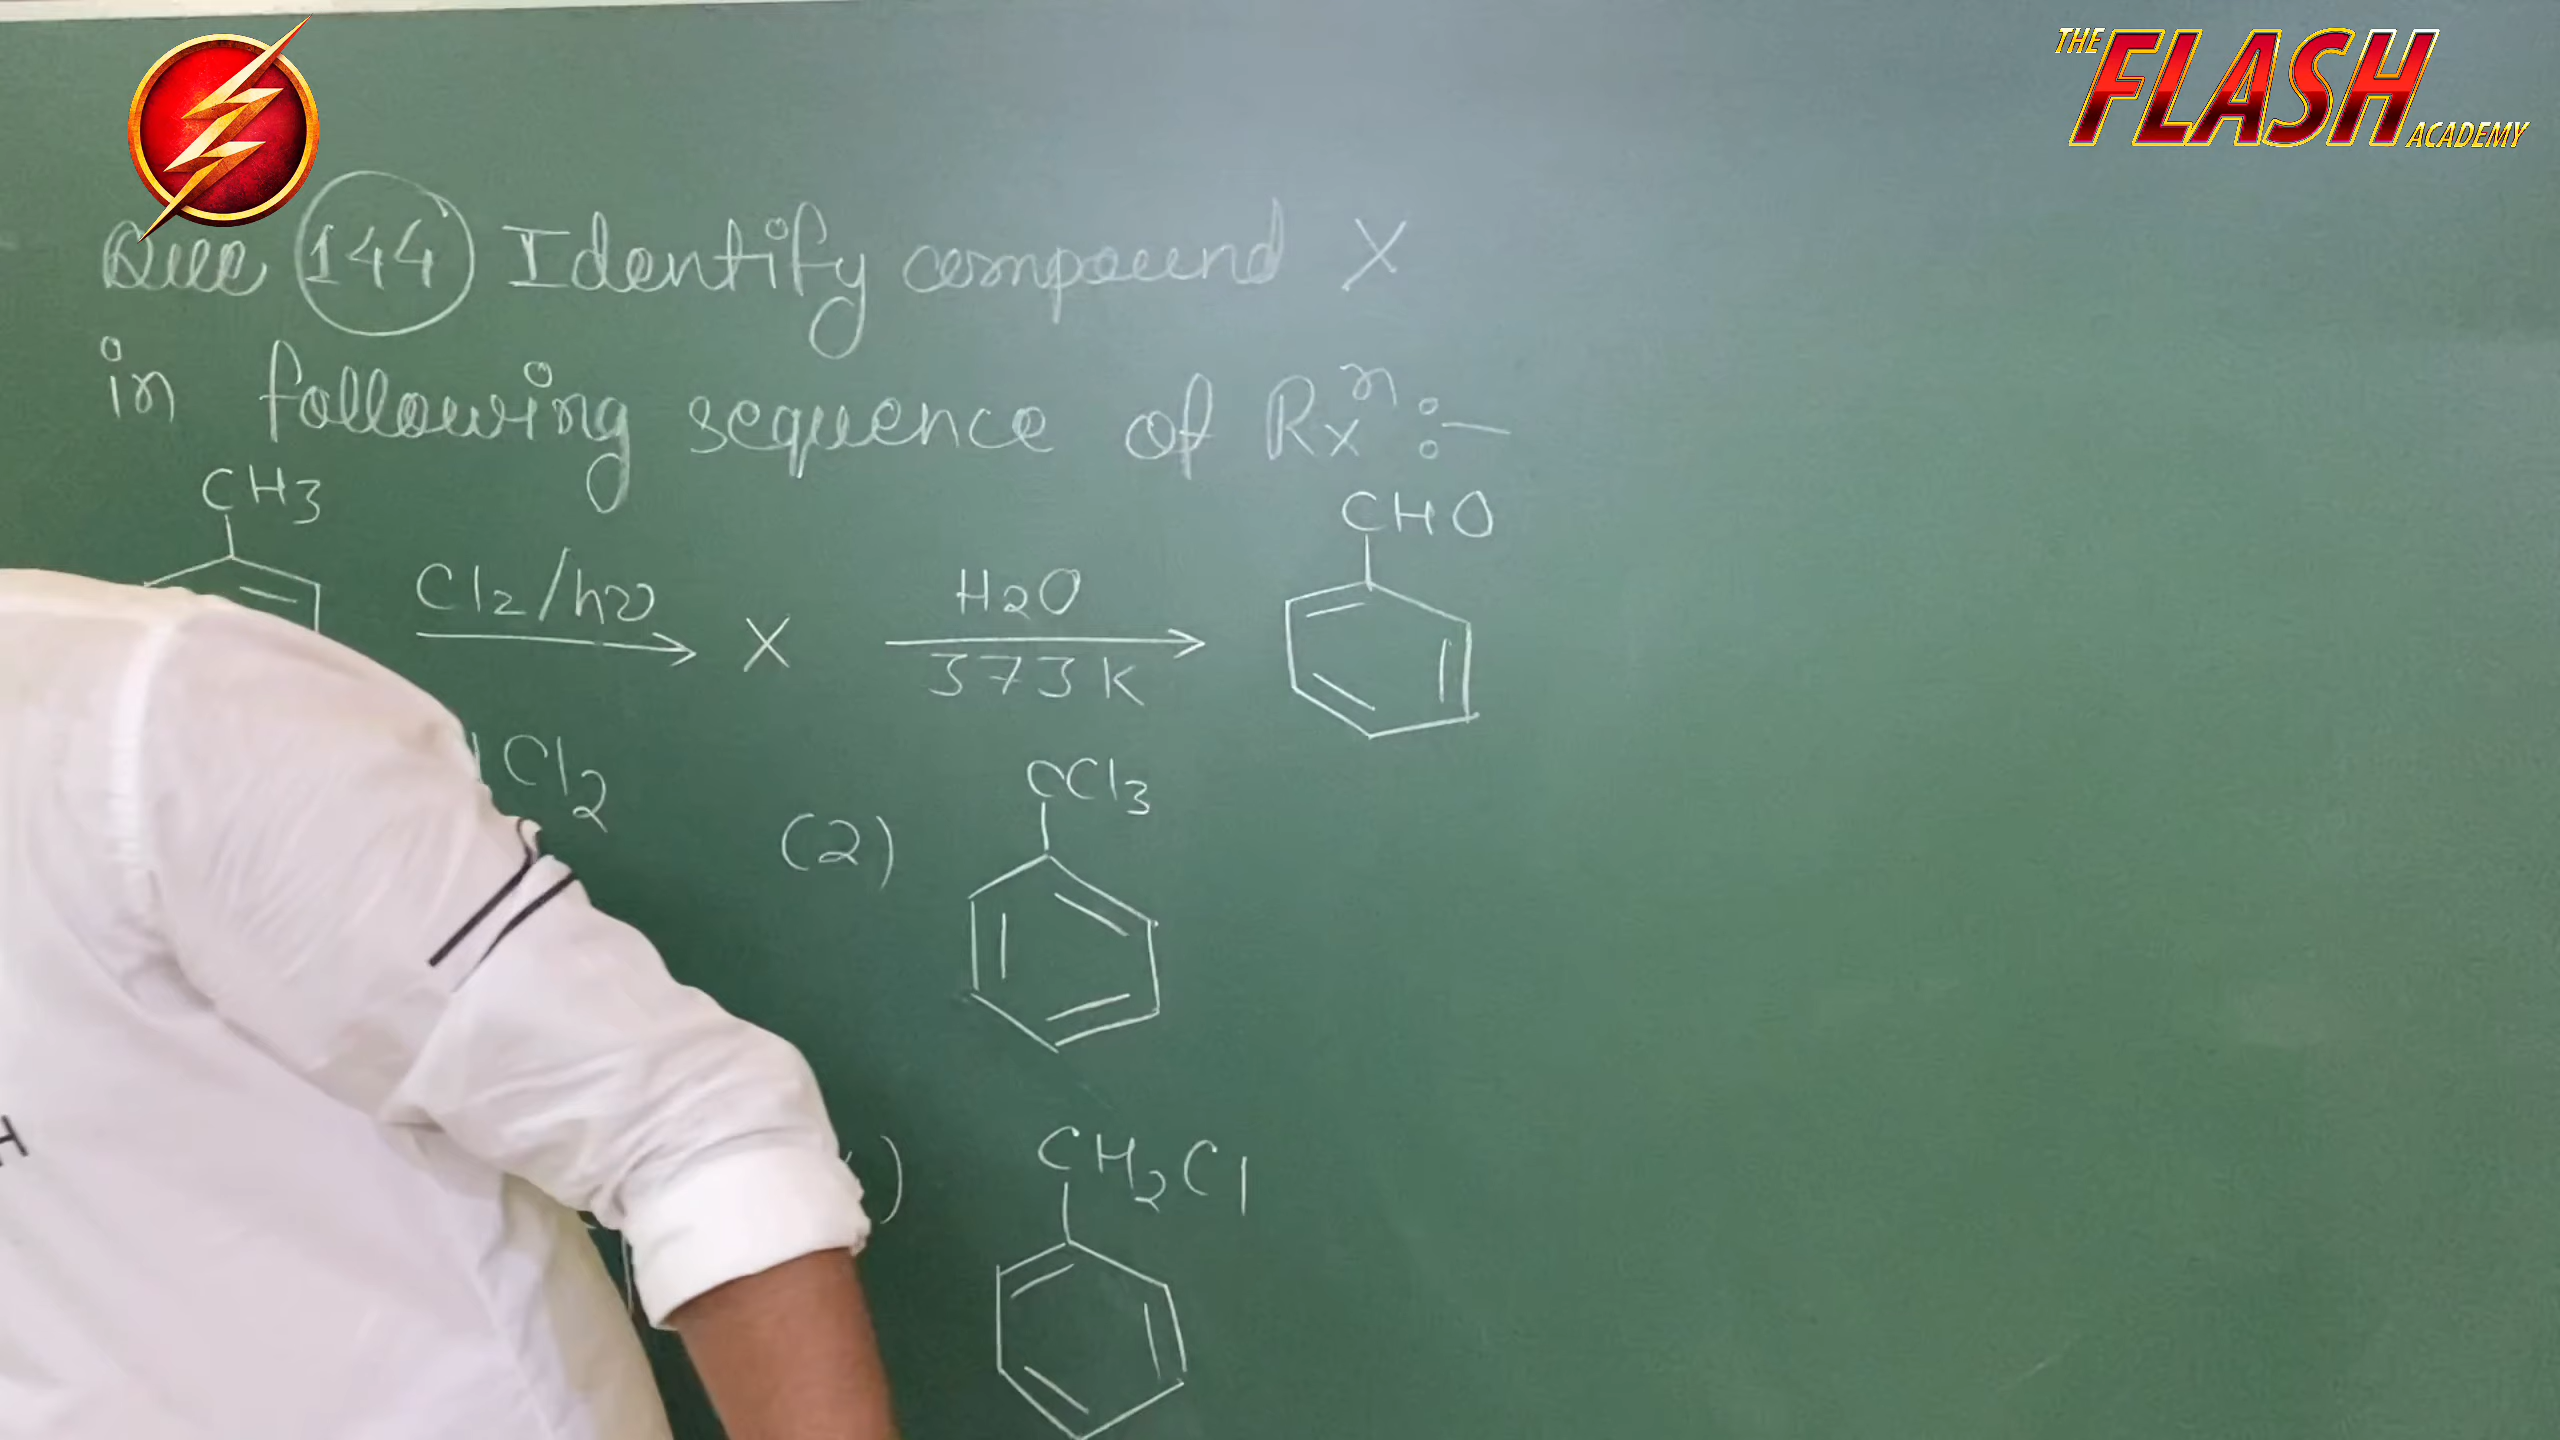 THE FLASH ACADEMY
Que 144 Identify compound X
in following sequence of Rxn :-
CH3
CHO
Cl2/hν
X
H2O
373 K
Cl2
(2)
CCl3
)
CH2Cl
H